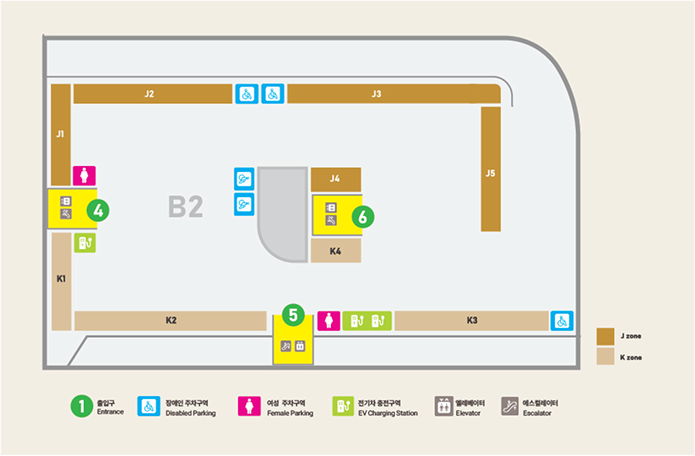 J2
J3
J1
J4
J5
B2
4
6
K4
K1
K2
5
K3
J zone
K zone
1
출입구
Entrance
장애인 주차구역
Disabled Parking
여성 주차구역
Female Parking
전기차 충전구역
EV Charging Station
엘레베이터
Elevator
에스컬레이터
Escalator